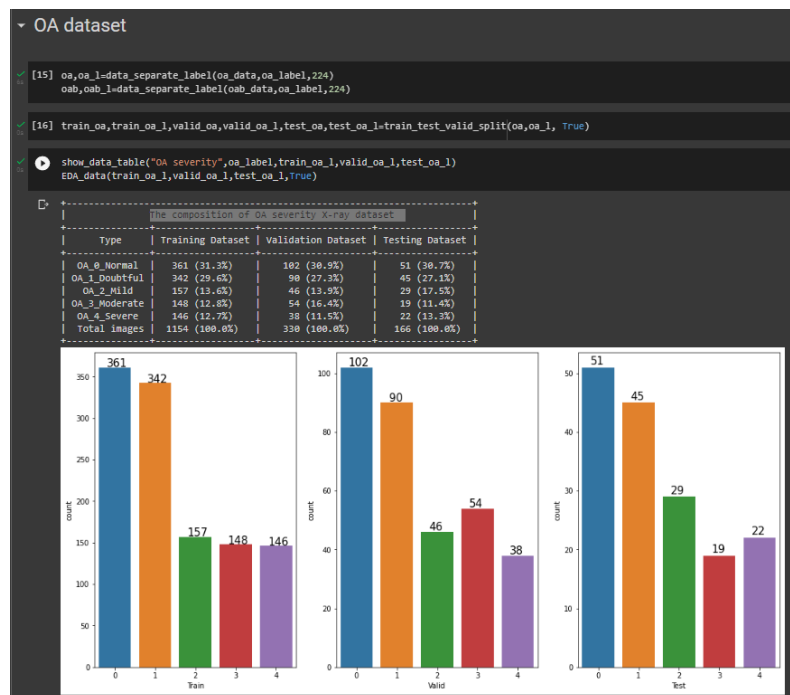 OA dataset
[15] oa,oa_l=data_separate_label(oa_data,oa_label,224)
oab,oab_l=data_separate_label(oab_data,oab_label,224)
[16] train_oa,train_oa_l,valid_oa,valid_oa_l,test_oa,test_oa_l=train_test_valid_split(oa,oa_l, True)
show_data_table("OA severity",oa_label,train_oa_l,valid_oa_l,test_oa_l)
EDA_data(train_oa_l,valid_oa_l,test_oa_l,True)
The composition of OA severity X-ray dataset
| Type | Training Dataset | Validation Dataset | Testing Dataset |
| OA_0_Normal | 361 (31.3%) | 102 (30.9%) | 51 (30.7%) |
| OA_1_Doubtful | 342 (29.6%) | 90 (27.3%) | 45 (27.1%) |
| OA_2_Mild | 157 (13.6%) | 46 (13.9%) | 29 (17.5%) |
| OA_3_Moderate | 148 (12.8%) | 54 (16.4%) | 19 (11.4%) |
| OA_4_Severe | 146 (12.7%) | 38 (11.5%) | 22 (13.3%) |
| Total images | 1154 (100.0%) | 330 (100.0%) | 166 (100.0%) |
361
342
157
148
146
350
300
250
200
150
100
50
0
count
0 1 2 3 4
Train
102
90
46
54
38
100
80
60
40
20
0
count
0 1 2 3 4
Valid
51
45
29
19
22
50
40
30
20
10
0
count
0 1 2 3 4
Test